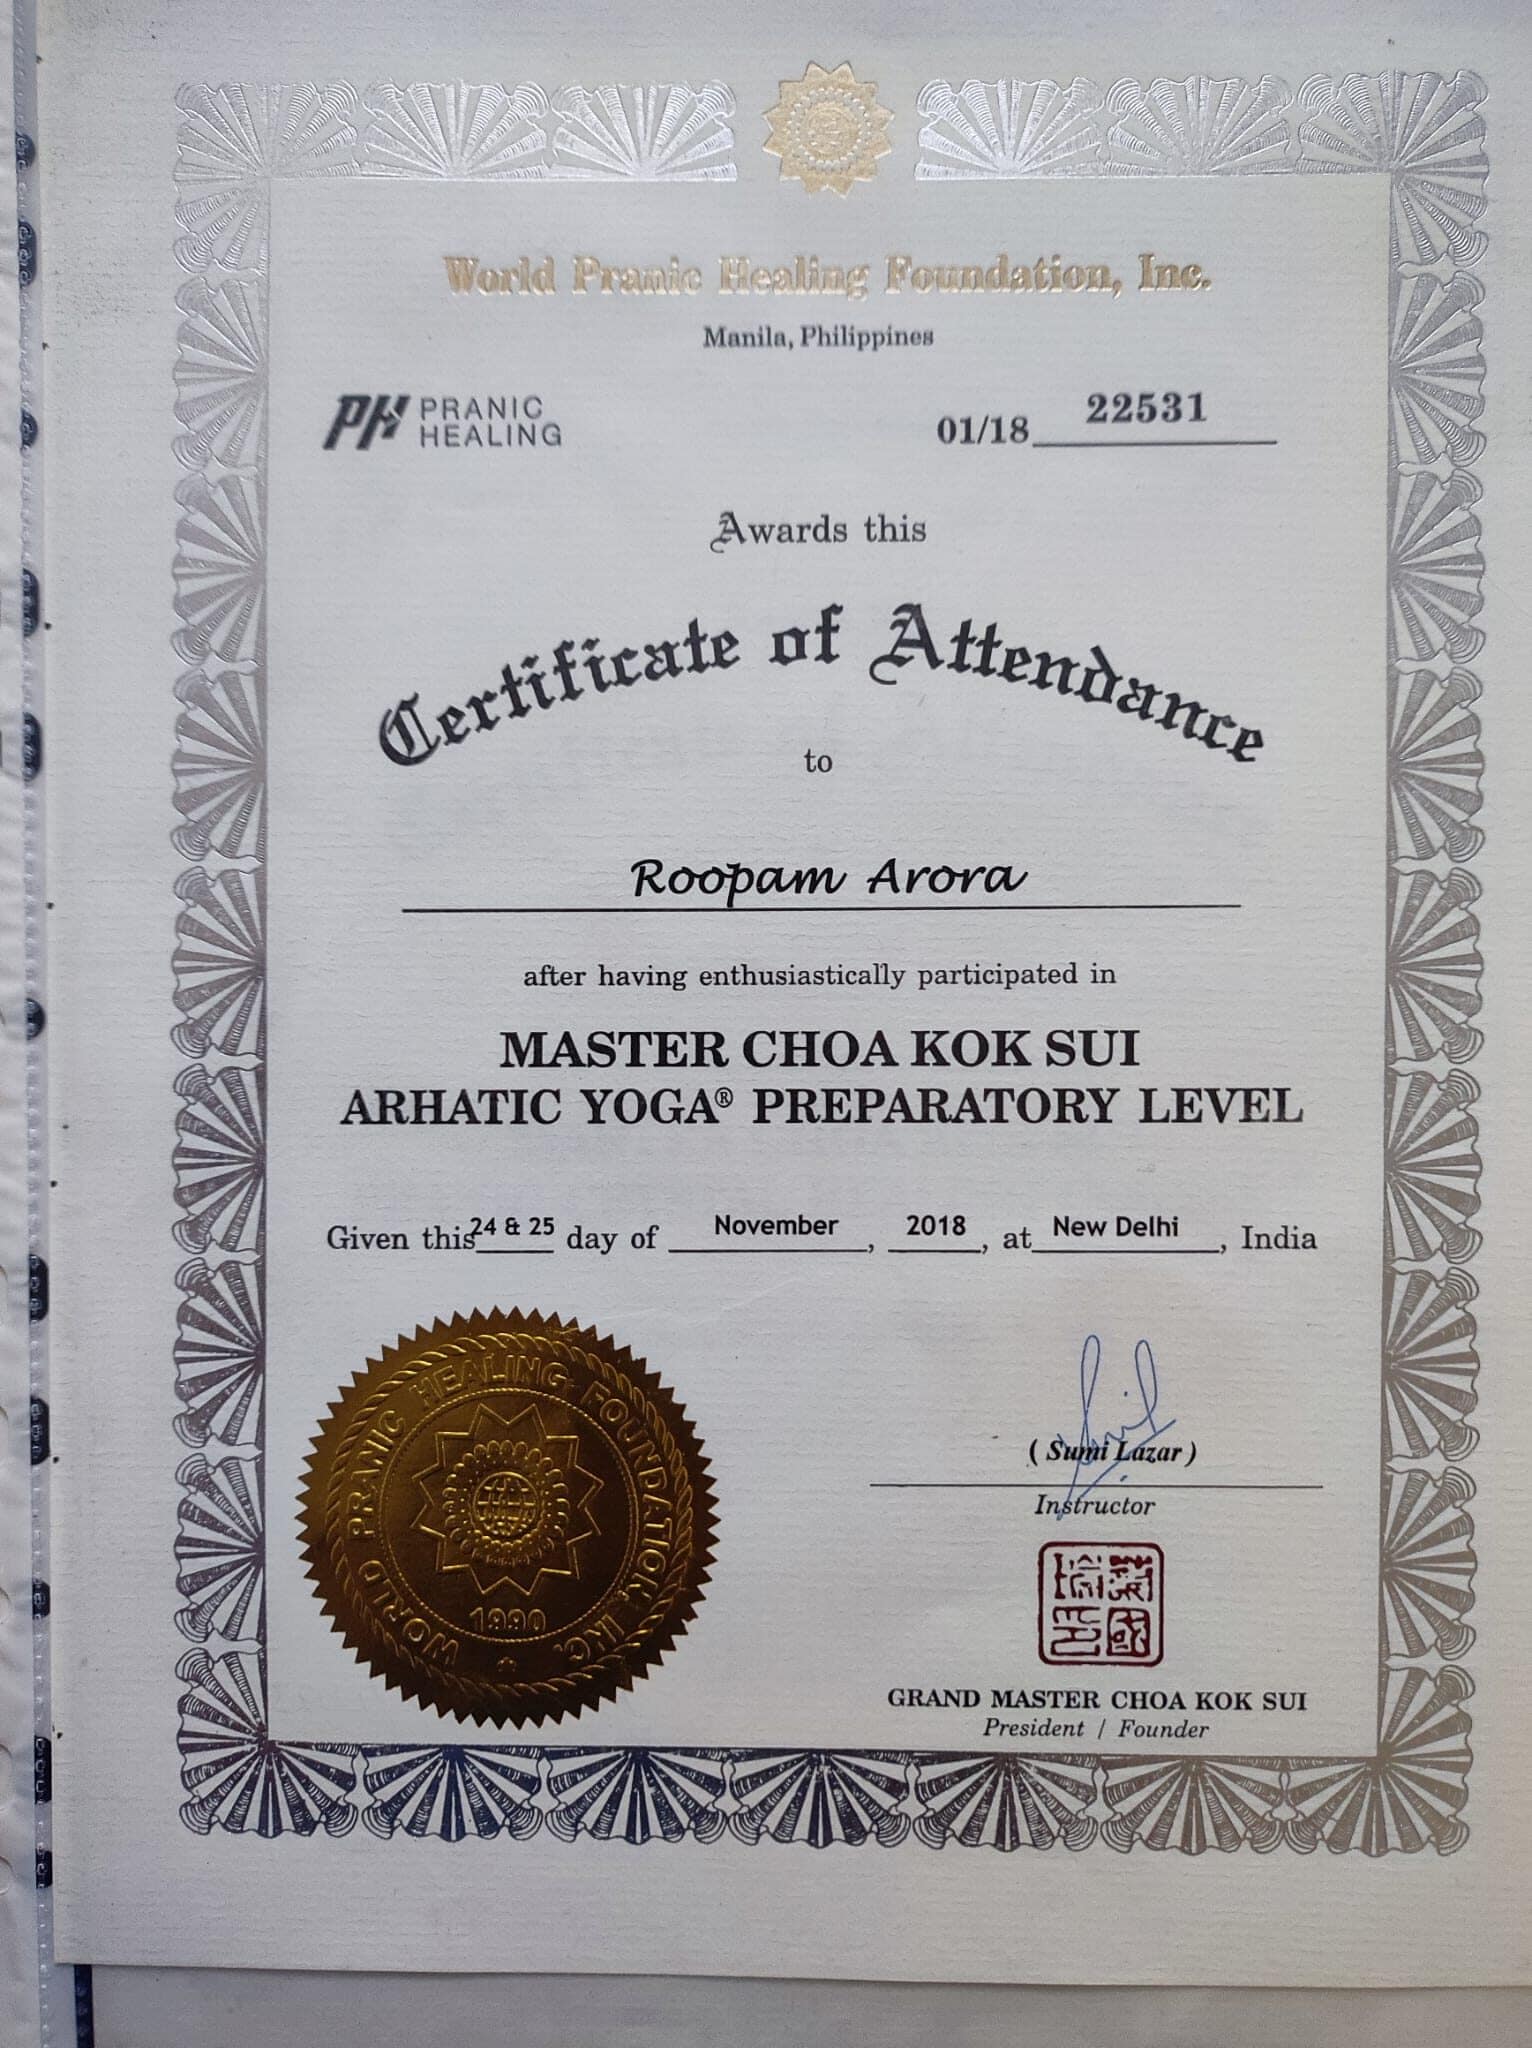 World Pranic Healing Foundation, Inc.
Manila, Philippines
PH PRANIC HEALING
01/18 22531
Awards this
Certificate of Attendance
to
Roopam Arora
after having enthusiastically participated in
MASTER CHOA KOK SUI
ARHATIC YOGA® PREPARATORY LEVEL
Given this 24 & 25 day of November, 2018, at New Delhi, India
WORLD PRANIC HEALING FOUNDATION, INC.
1990
( Sumi Lazar )
Instructor
GRAND MASTER CHOA KOK SUI
President / Founder